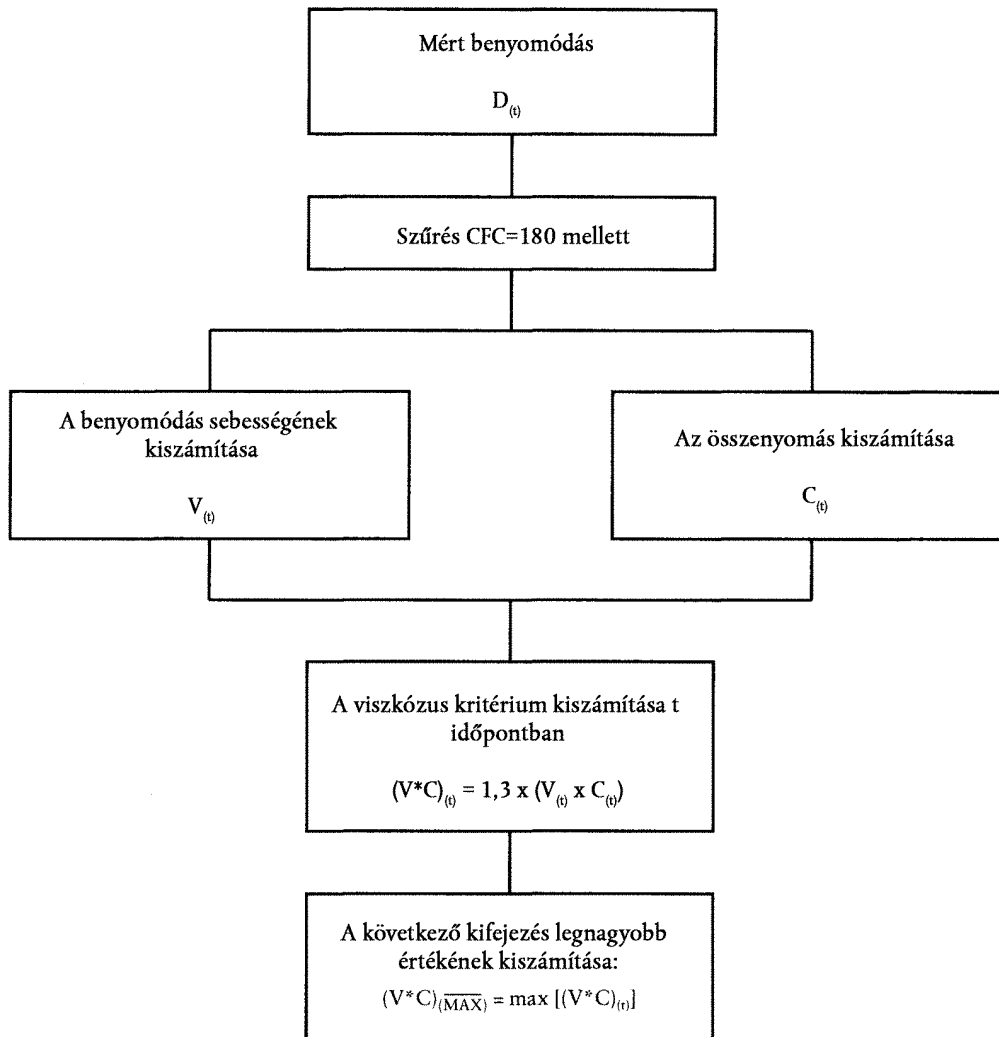 Mért benyomódás
D(t)
Szűrés CFC=180 mellett
A benyomódás sebességének
kiszámítása
V(t)
Az összenyomás kiszámítása
C(t)
A viszkózus kritérium kiszámítása t
időpontban
(V*C)(t) = 1,3 x (V(t) x C(t))
A következő kifejezés legnagyobb
értékének kiszámítása:
(V*C)(MAX) = max [(V*C)(t)]